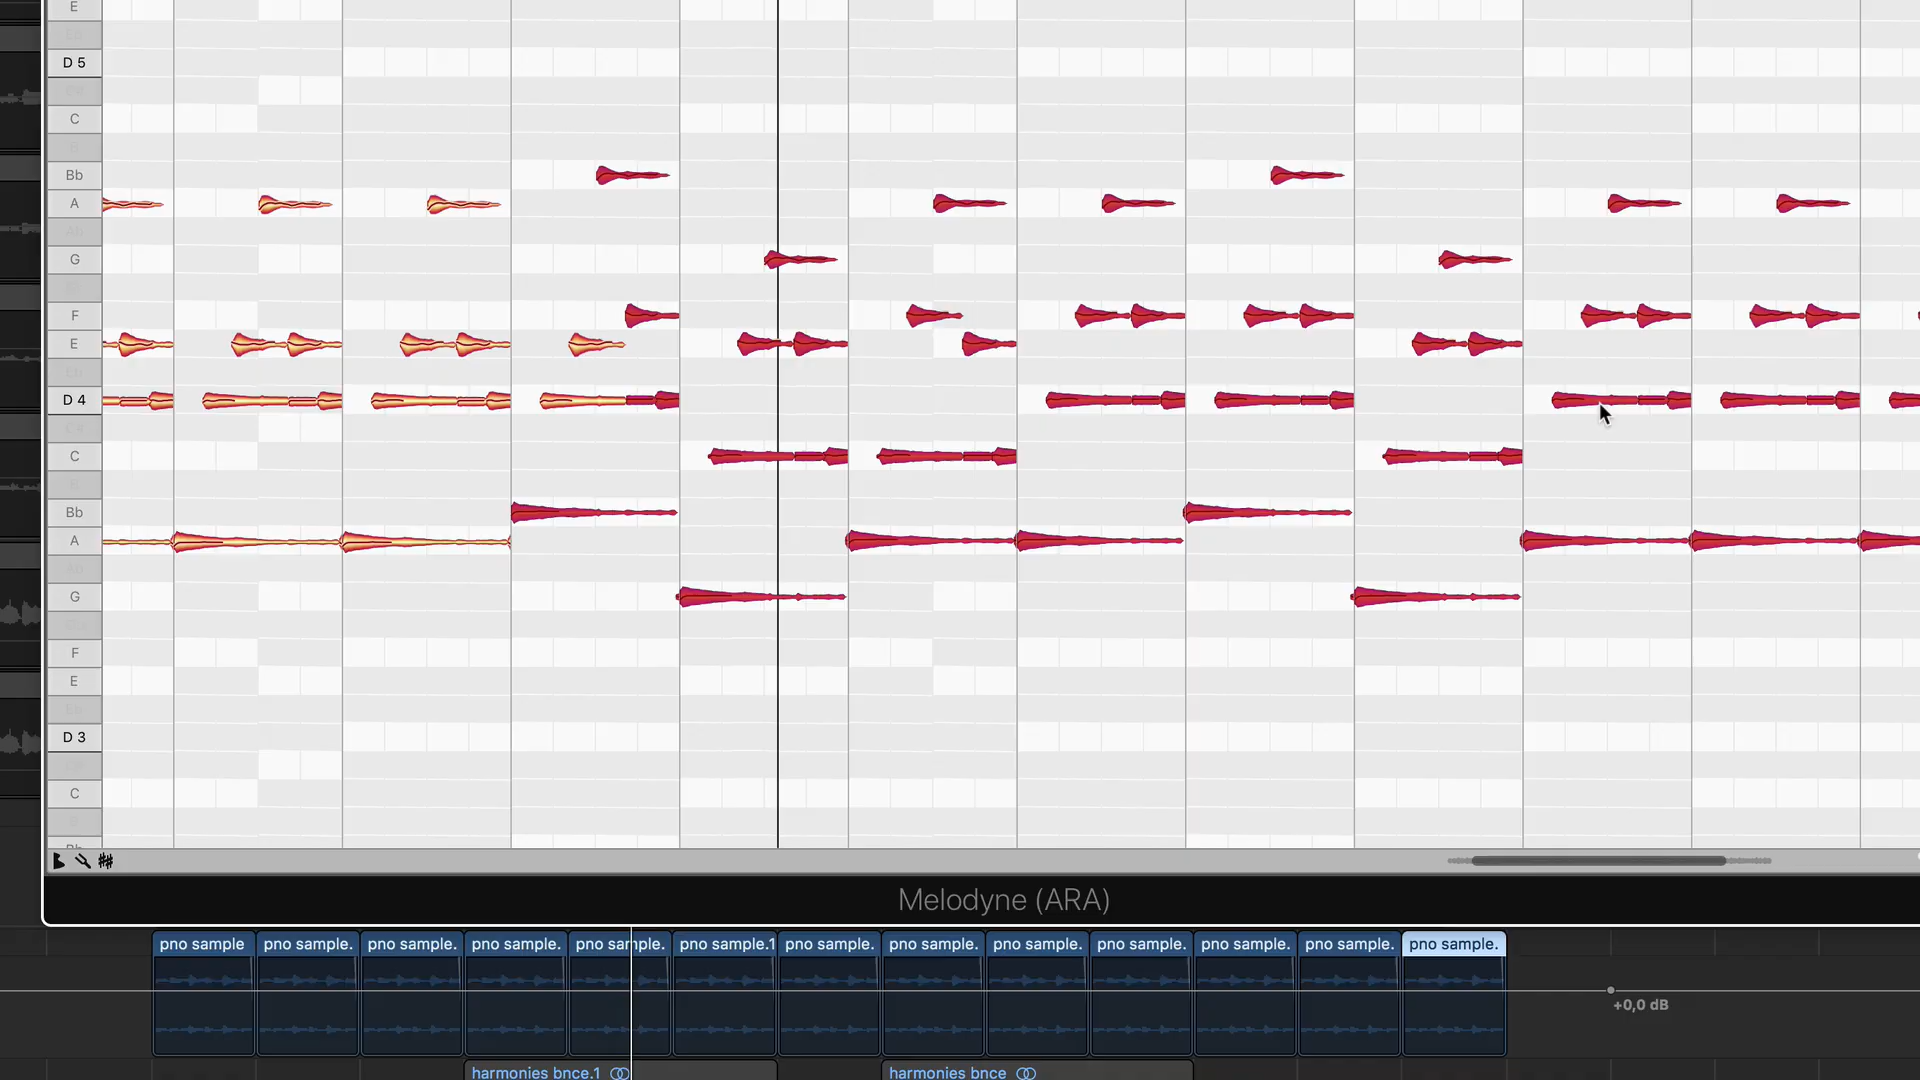 E
D 5
C
Bb
A
G
F
E
D 4
C
Bb
A
G
F
E
D 3
C
Melodyne (ARA)
pno sample pno sample. pno sample. pno sample. pno sample. pno sample.1 pno sample. pno sample. pno sample. pno sample. pno sample. pno sample. pno sample.
+0,0 dB
harmonies bnce.1 harmonies bnce